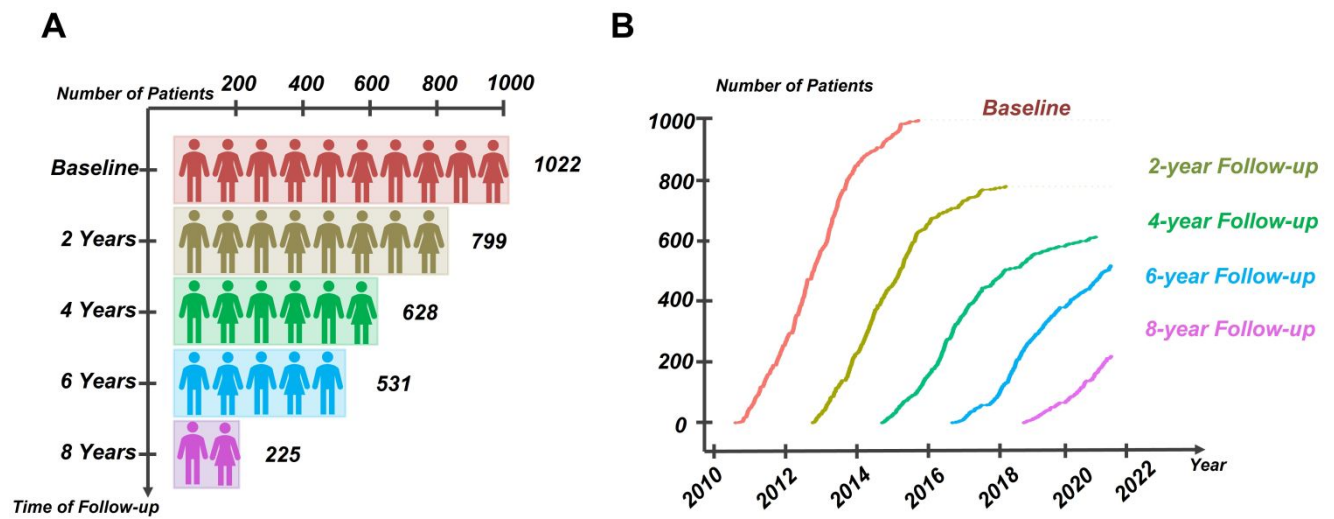 A
Number of Patients
200 400 600 800 1000
Baseline
1022
2 Years
799
4 Years
628
6 Years
531
8 Years
225
Time of Follow-up
B
Number of Patients
Baseline
1000
2-year Follow-up
800
4-year Follow-up
600
6-year Follow-up
400
8-year Follow-up
200
0
Year
2010 2012 2014 2016 2018 2020 2022